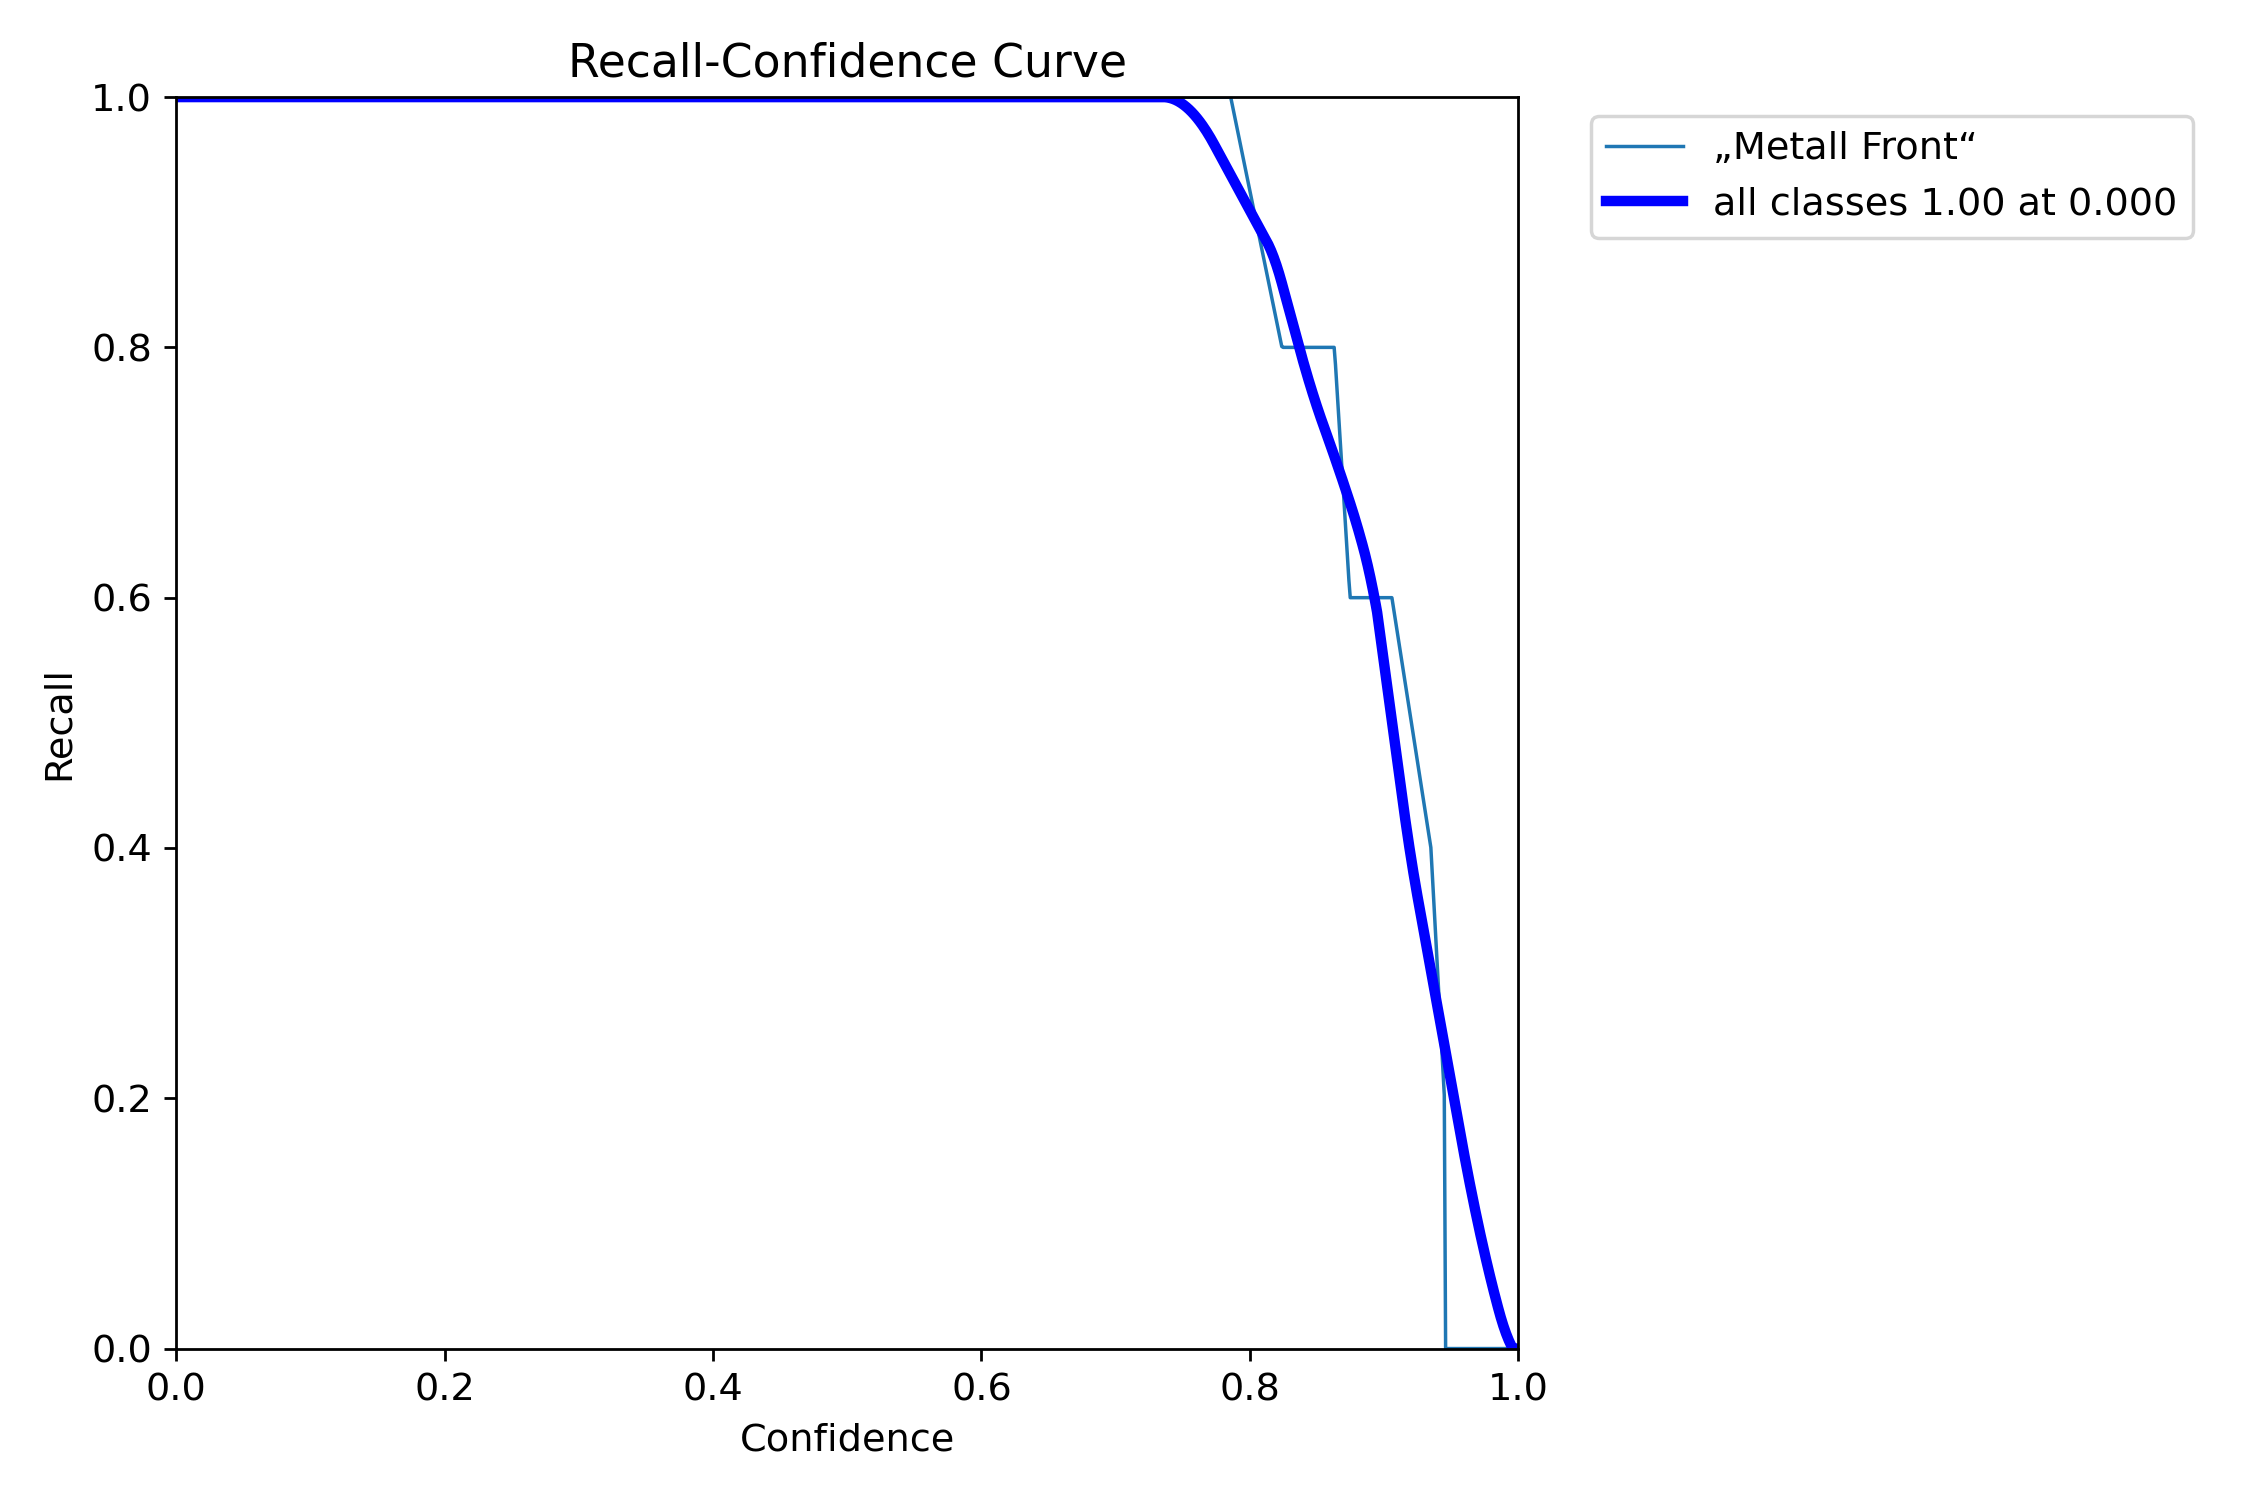 Recall-Confidence Curve
„Metall Front“
all classes 1.00 at 0.000
1.0
0.8
0.6
0.4
0.2
0.0
Recall
0.0 0.2 0.4 0.6 0.8 1.0
Confidence